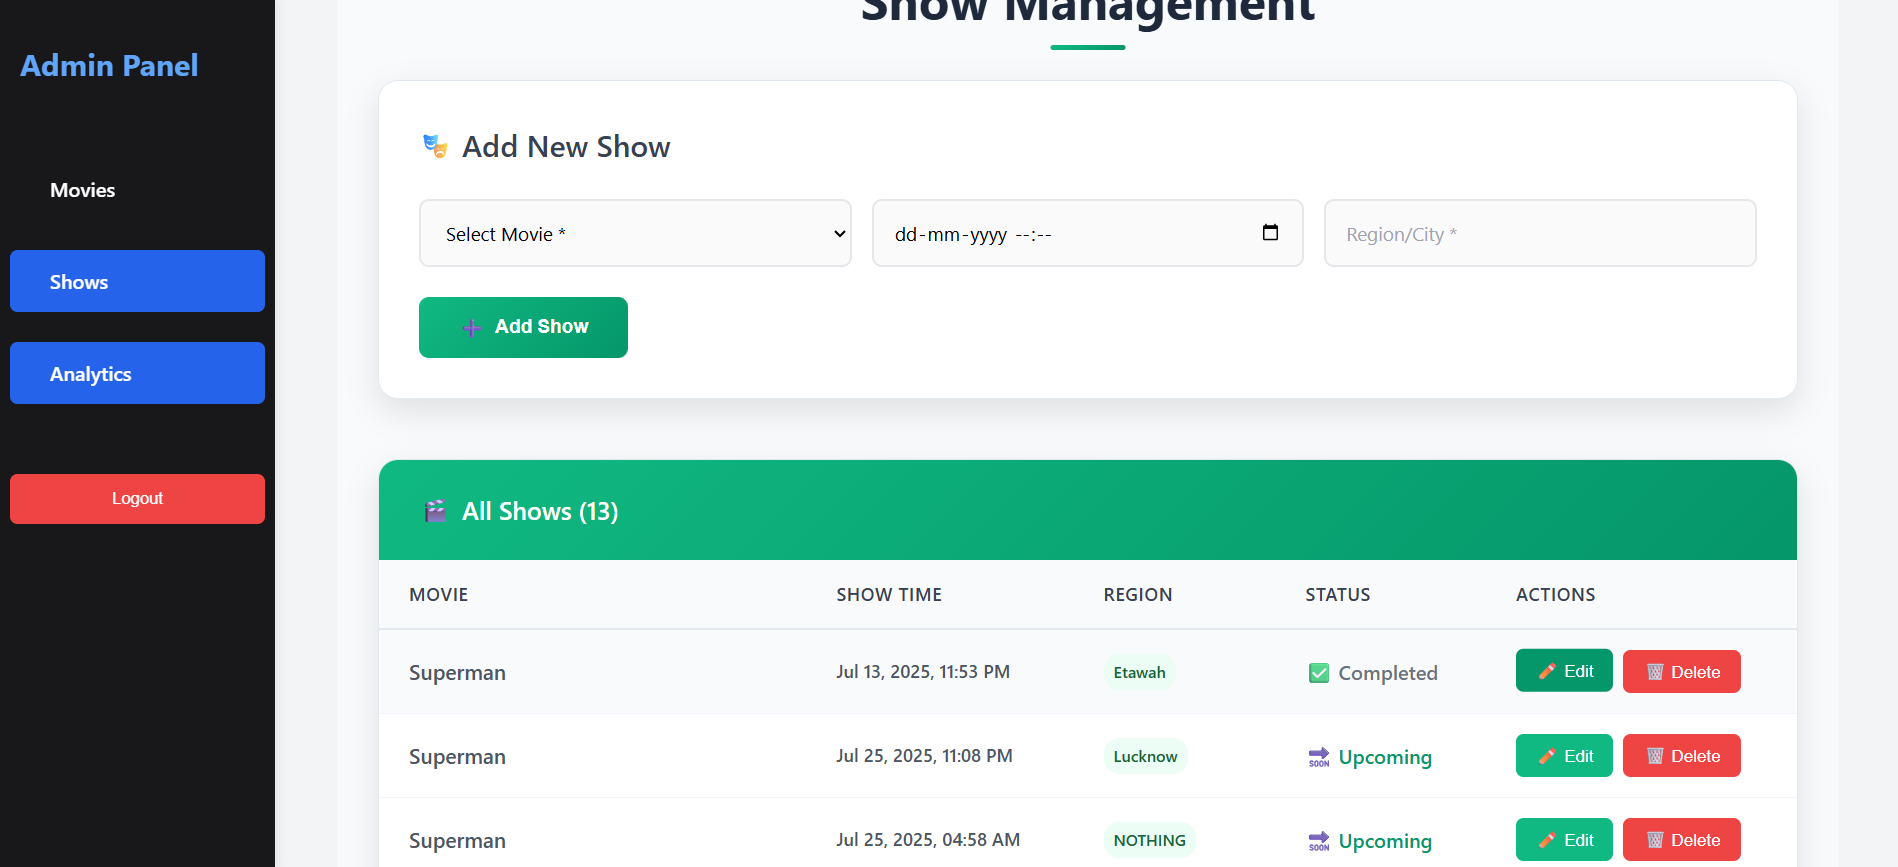 Show Management
Admin Panel
Movies
Shows
Analytics
Logout
Add New Show
Select Movie * dd-mm-yyyy --:-- Region/City *
Add Show
All Shows (13)
MOVIE SHOW TIME REGION STATUS ACTIONS
Superman Jul 13, 2025, 11:53 PM Etawah Completed Edit Delete
Superman Jul 25, 2025, 11:08 PM Lucknow SOON Upcoming Edit Delete
Superman Jul 25, 2025, 04:58 AM NOTHING SOON Upcoming Edit Delete